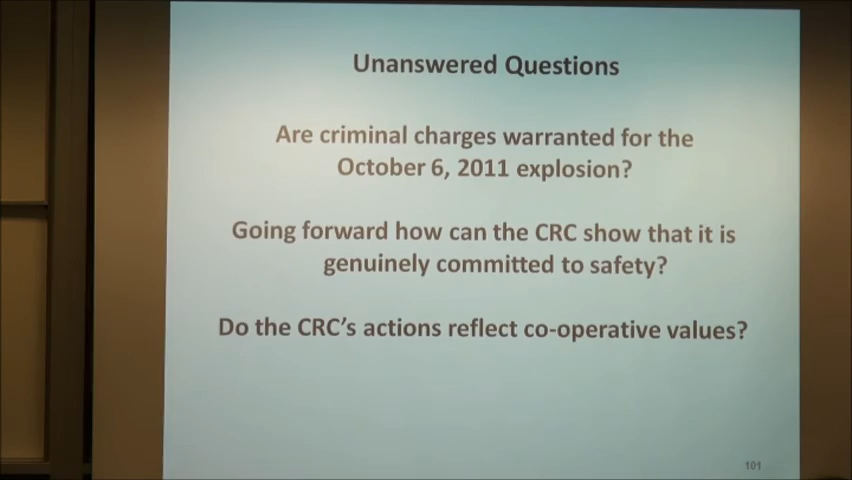 Unanswered Questions
Are criminal charges warranted for the
October 6, 2011 explosion?
Going forward how can the CRC show that it is
genuinely committed to safety?
Do the CRC's actions reflect co-operative values?
101